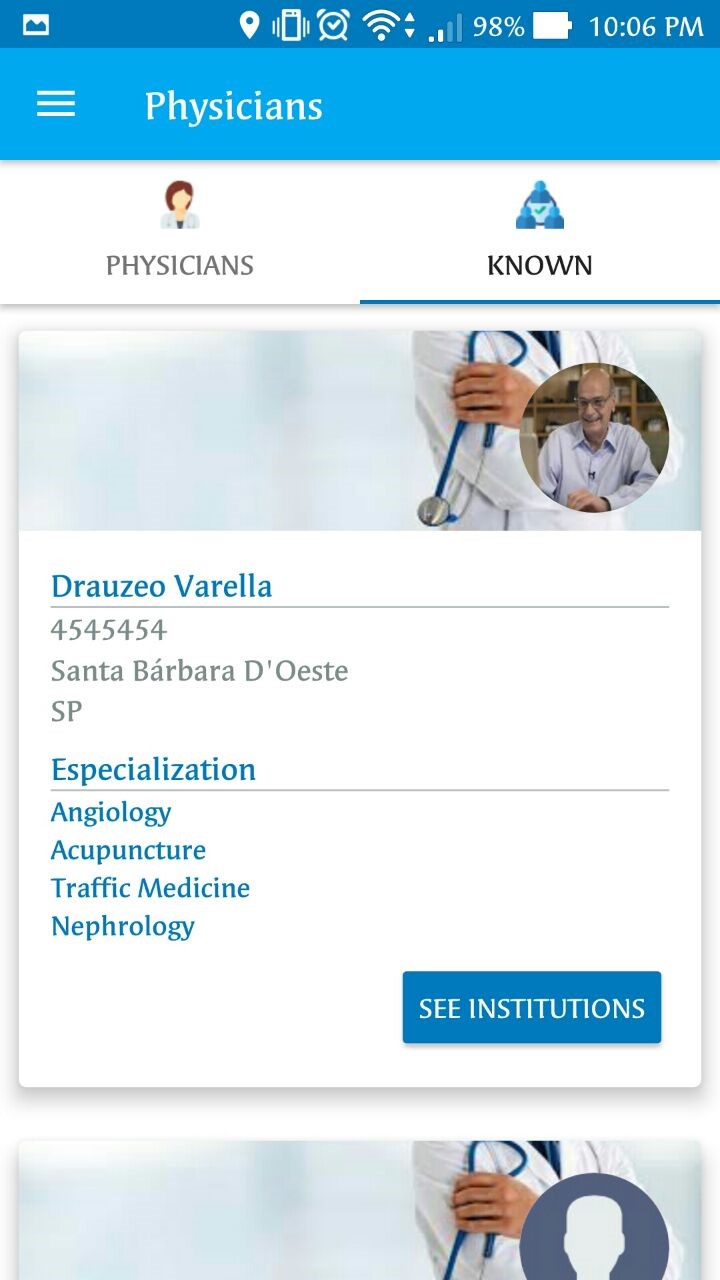 98% 10:06 PM
Physicians
PHYSICIANS
KNOWN
Drauzeo Varella
4545454
Santa Bárbara D'Oeste
SP
Especialization
Angiology
Acupuncture
Traffic Medicine
Nephrology
SEE INSTITUTIONS